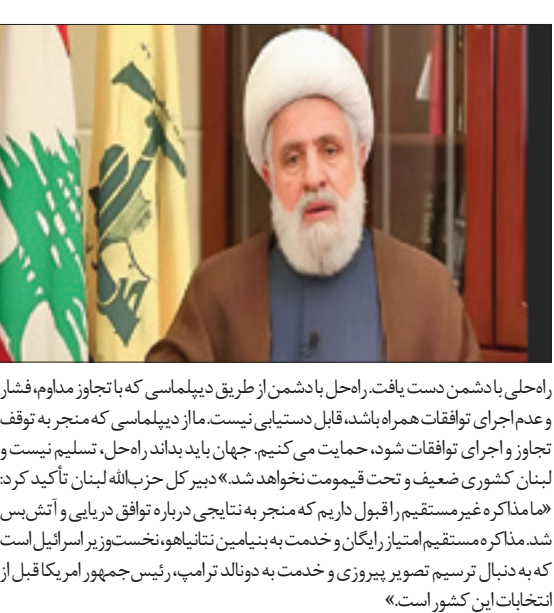 راه‌حلی با دشمن دست یافت. راه‌حل با دشمن از طریق دیپلماسی که با تجاوز مداوم، فشار
و عدم اجرای توافقات همراه باشد، قابل دستیابی نیست. ما از دیپلماسی که منجر به توقف
تجاوز و اجرای توافقات شود، حمایت می‌کنیم. جهان باید بداند راه‌حل، تسلیم نیست و
لبنان کشوری ضعیف و تحت قیمومت نخواهد شد.» دبیر کل حزب‌الله لبنان تأکید کرد:
«ما مذاکره غیرمستقیم را قبول داریم که منجر به نتایجی درباره توافق دریایی و آتش‌بس
شد. مذاکره مستقیم امتیاز رایگان و خدمت به بنیامین نتانیاهو، نخست‌وزیر اسرائیل است
که به دنبال ترسیم تصویر پیروزی و خدمت به دونالد ترامپ، رئیس‌جمهور امریکا قبل از
انتخابات این کشور است.»